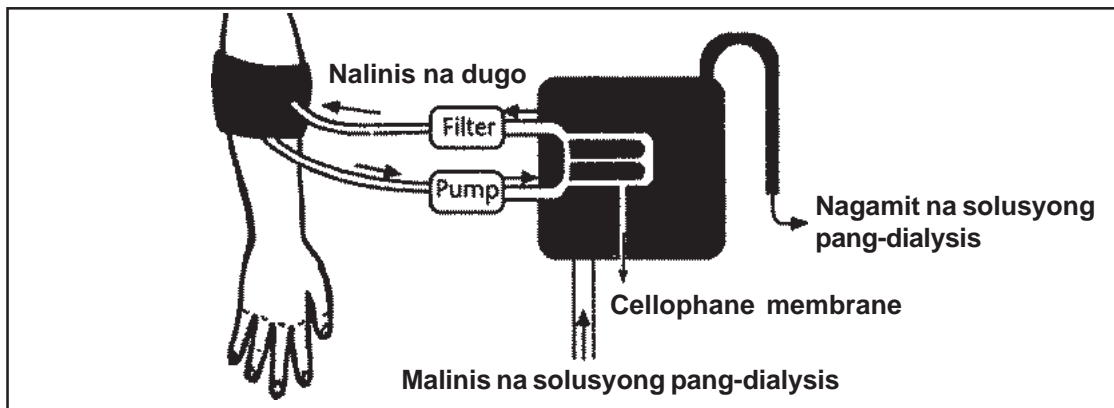 Nalinis na dugo
Filter
Pump
Nagamit na solusyong
pang-dialysis
Cellophane membrane
Malinis na solusyong pang-dialysis